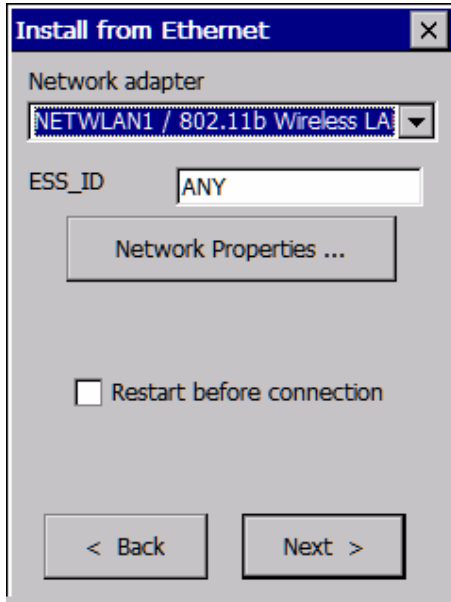 Install from Ethernet
Network adapter
NETWLAN1 / 802.11b Wireless LA
ESS_ID
ANY
Network Properties ...
Restart before connection
< Back
Next >